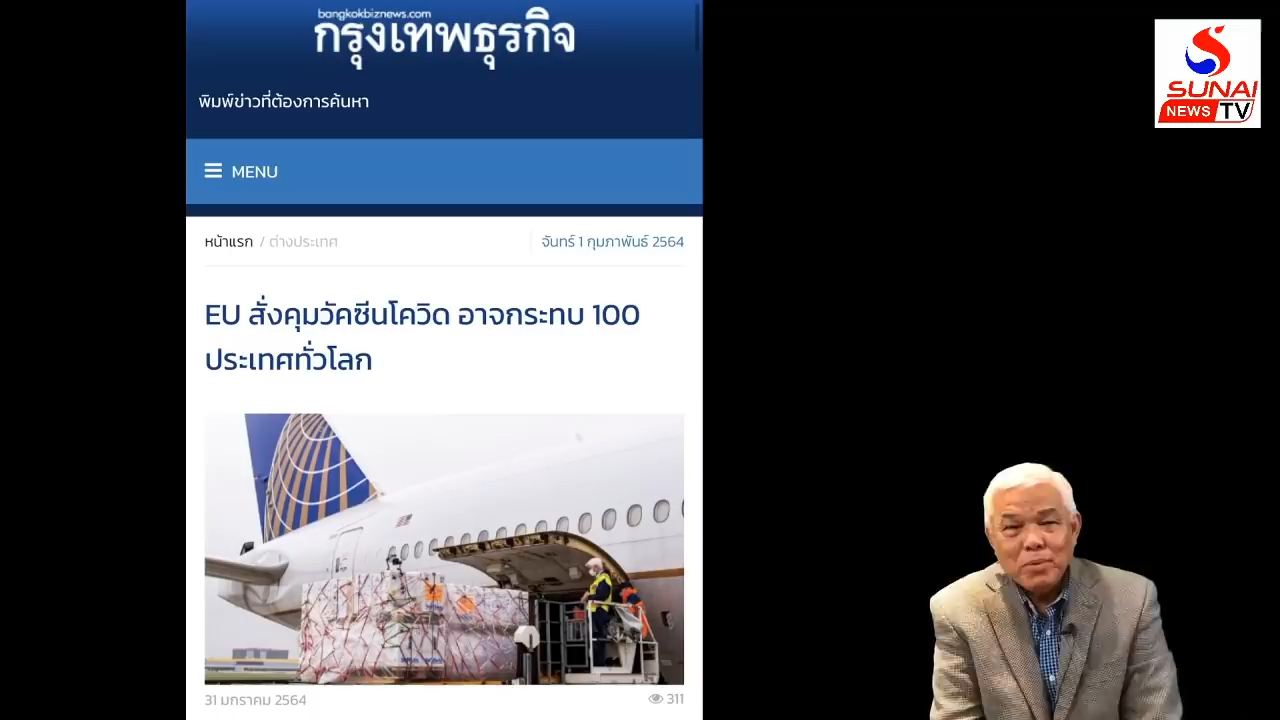 bangkokbiznews.com
กรุงเทพธุรกิจ
พิมพ์ข่าวที่ต้องการค้นหา
MENU
หน้าแรก / ต่างประเทศ
จันทร์ 1 กุมภาพันธ์ 2564
EU สั่งคุมวัคซีนโควิด อาจกระทบ 100
ประเทศทั่วโลก
31 มกราคม 2564
311
SUNAI
NEWS TV